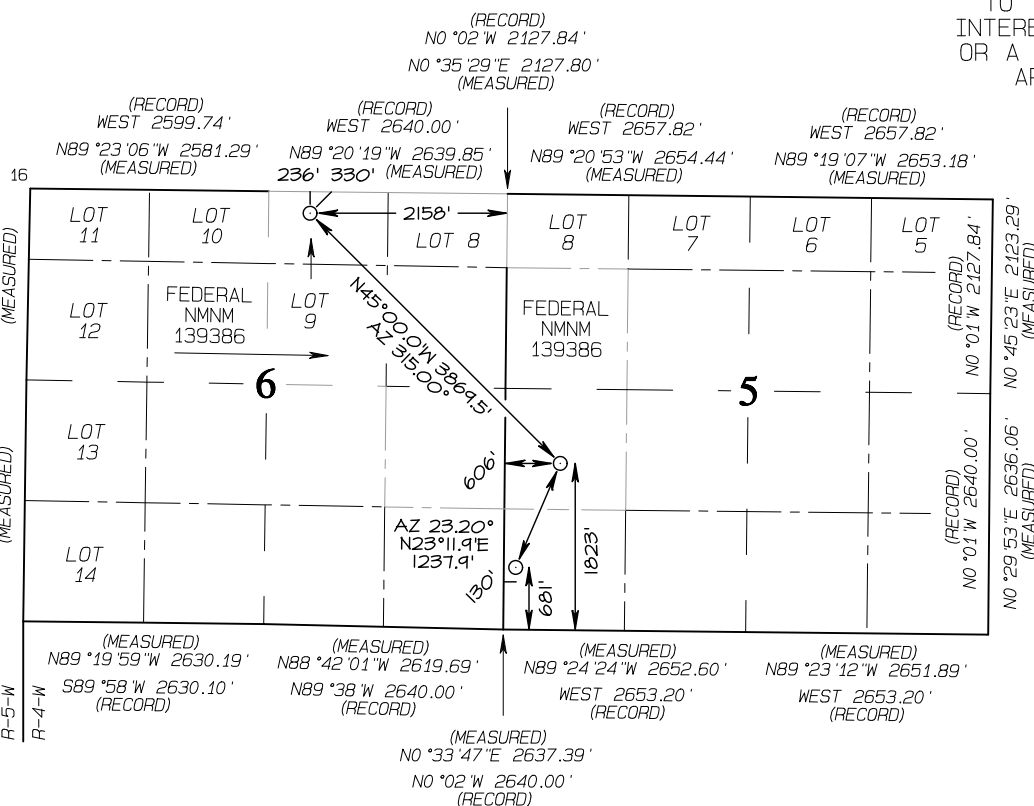 TO
INTERE
OR A
AF
(RECORD)
N0°02'W 2127.84'
N0°35'29"E 2127.80'
(MEASURED)
(RECORD)
WEST 2599.74'
N89°23'06"W 2581.29'
(MEASURED)
(RECORD)
WEST 2640.00'
N89°20'19"W 2639.85'
(MEASURED)
(RECORD)
WEST 2657.82'
N89°20'53"W 2654.44'
(MEASURED)
(RECORD)
WEST 2657.82'
N89°19'07"W 2653.18'
(MEASURED)
16
236' 330'
2158'
LOT
11
LOT
10
LOT 8
LOT
8
LOT
7
LOT
6
LOT
5
(MEASURED)
LOT
12
FEDERAL
NMNM
139386
LOT
9
FEDERAL
NMNM
139386
N45°00.0'W 3869.5'
AZ 315.00°
(RECORD)
N0°01'W 2127.84'
N0°45'23"E 2123.29'
(MEASURED)
6
5
(MEASURED)
LOT
13
606'
LOT
14
AZ 23.20°
N23°11.9'E
1237.9'
130'
681'
1823'
(RECORD)
N0°01'W 2640.00'
N0°29'53"E 2636.06'
(MEASURED)
R-5-W
R-4-W
(MEASURED)
N89°19'59"W 2630.19'
S89°58'W 2630.10'
(RECORD)
(MEASURED)
N88°42'01"W 2619.69'
N89°38'W 2640.00'
(RECORD)
(MEASURED)
N89°24'24"W 2652.60'
WEST 2653.20'
(RECORD)
(MEASURED)
N89°23'12"W 2651.89'
WEST 2653.20'
(RECORD)
(MEASURED)
N0°33'47"E 2637.39'
N0°02'W 2640.00'
(RECORD)